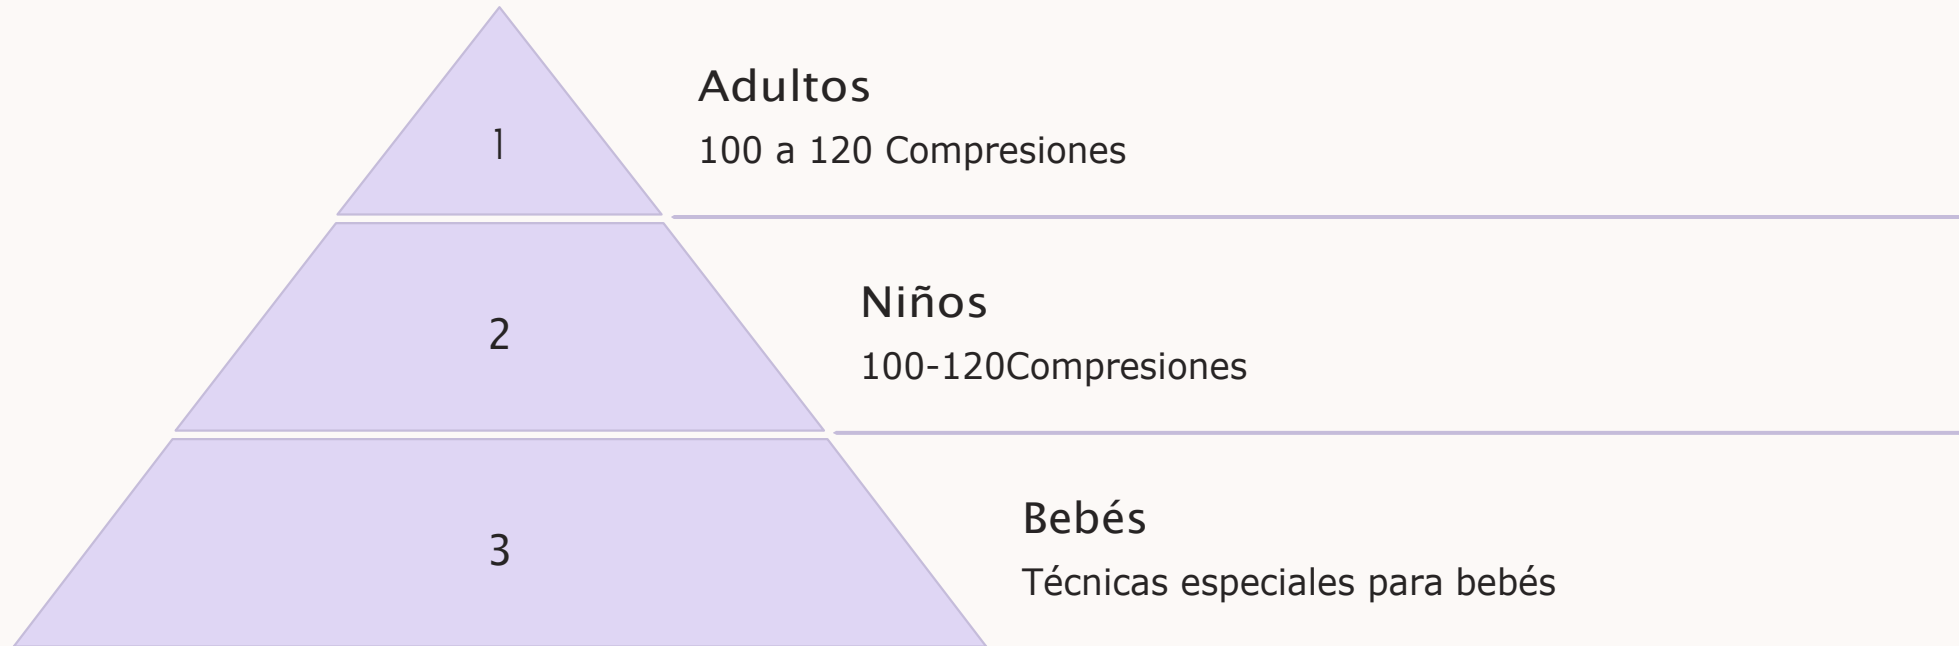 1
Adultos
100 a 120 Compresiones
2
Niños
100-120Compresiones
3
Bebés
Técnicas especiales para bebés